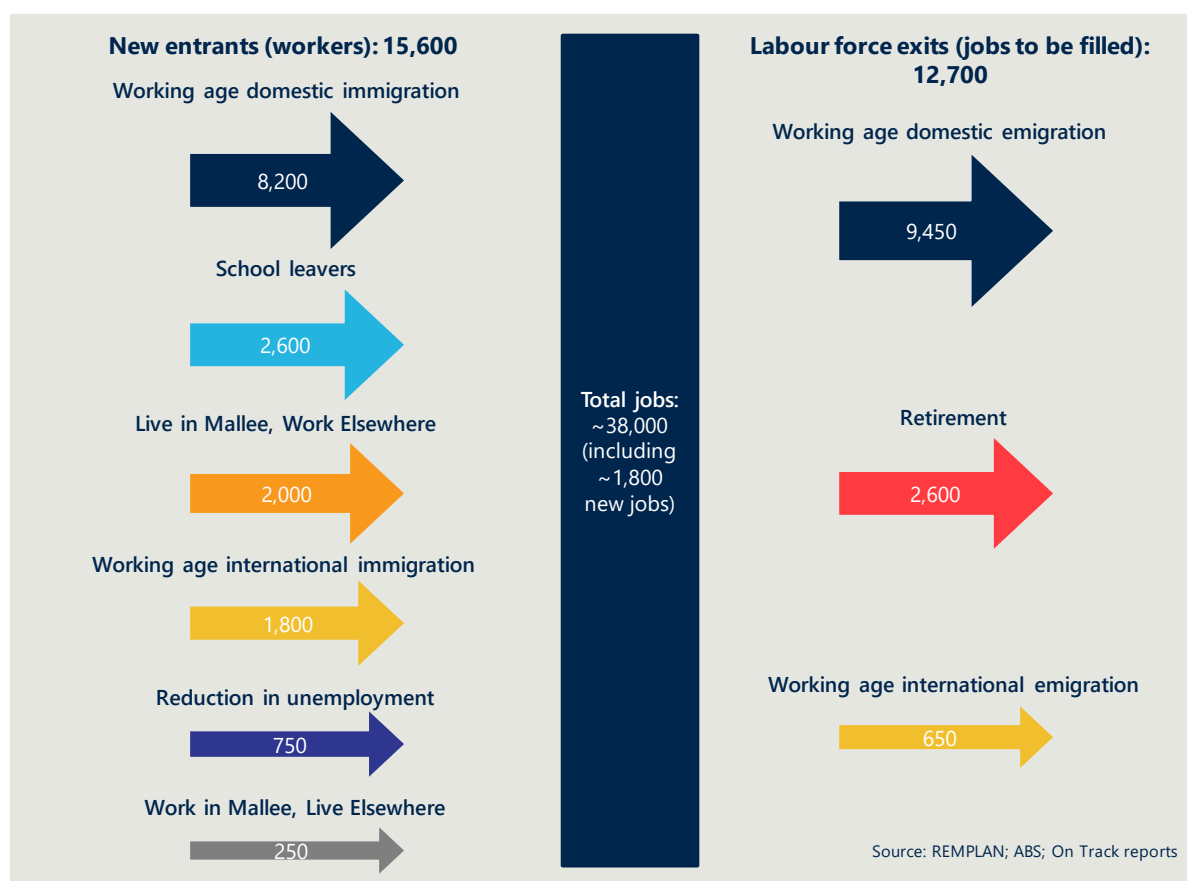 New entrants (workers): 15,600
Working age domestic immigration
8,200
School leavers
2,600
Live in Mallee, Work Elsewhere
2,000
Working age international immigration
1,800
Reduction in unemployment
750
Work in Mallee, Live Elsewhere
250
Total jobs:
~38,000
(including
~1,800
new jobs)
Labour force exits (jobs to be filled):
12,700
Working age domestic emigration
9,450
Retirement
2,600
Working age international emigration
650
Source: REMPLAN; ABS; On Track reports